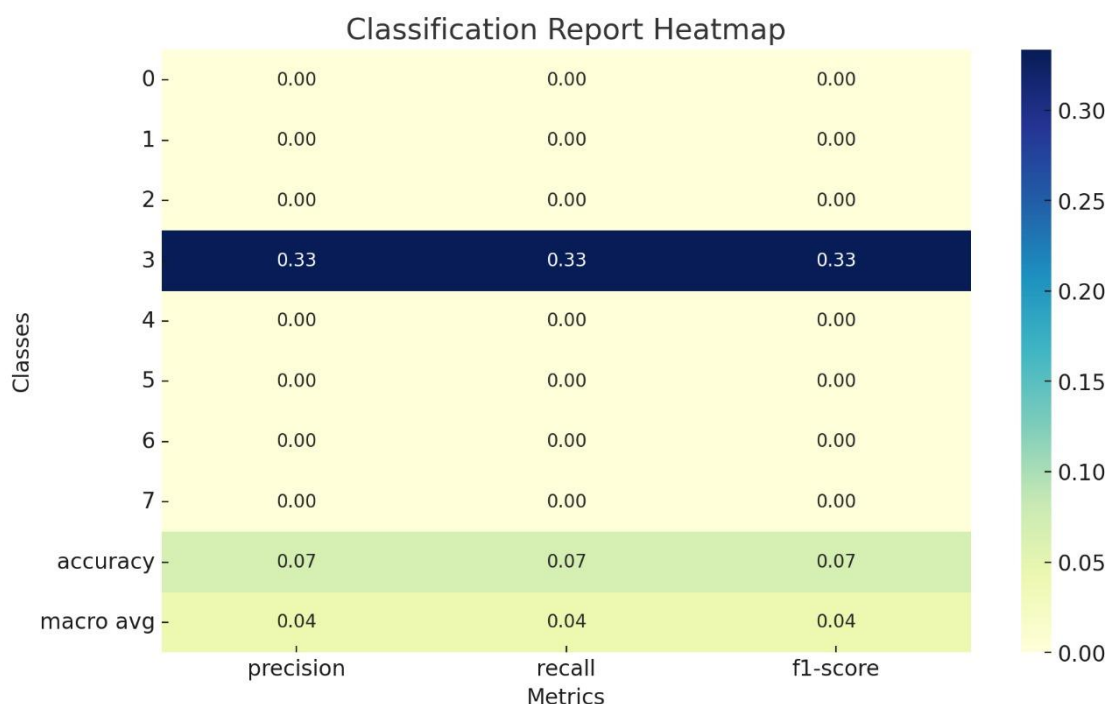 Classification Report Heatmap
0 0.00 0.00 0.00
1 0.00 0.00 0.00
2 0.00 0.00 0.00
3 0.33 0.33 0.33
4 0.00 0.00 0.00
5 0.00 0.00 0.00
6 0.00 0.00 0.00
7 0.00 0.00 0.00
accuracy 0.07 0.07 0.07
macro avg 0.04 0.04 0.04
precision recall f1-score
Metrics
Classes
0.30
0.25
0.20
0.15
0.10
0.05
0.00